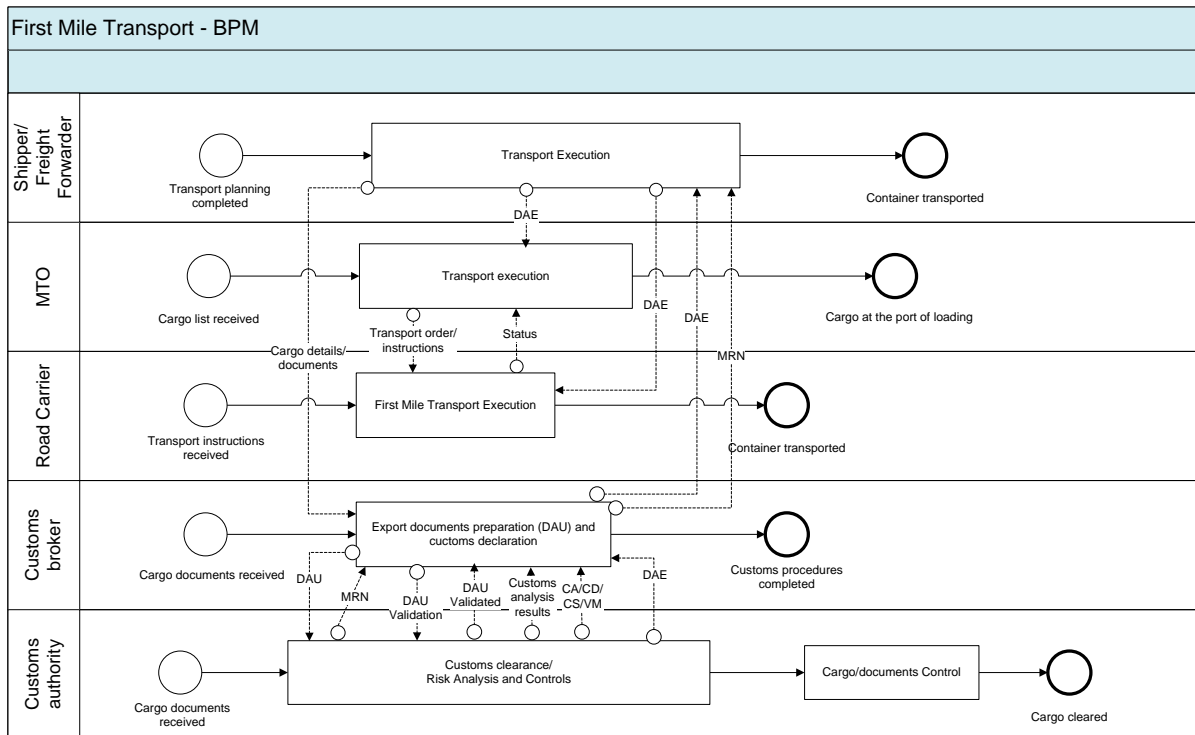 First Mile Transport - BPM
Shipper/
Freight
Forwarder
Transport Execution
Transport planning
completed
Container transported
DAE
MTO
Transport execution
Cargo list received
Cargo at the port of loading
DAE
DAE
Transport order/
instructions
Status
Cargo details/
documents
MRN
Road Carrier
First Mile Transport Execution
Transport instructions
received
Container transported
Customs
broker
Export documents preparation (DAU) and
cuctoms declaration
Cargo documents received
Customs procedures
completed
DAU
MRN
DAU
Validation
DAU
Validated
Customs
analysis
results
CA/CD/
CS/VM
DAE
Customs
authority
Customs clearance/
Risk Analysis and Controls
Cargo/documents Control
Cargo documents
received
Cargo cleared